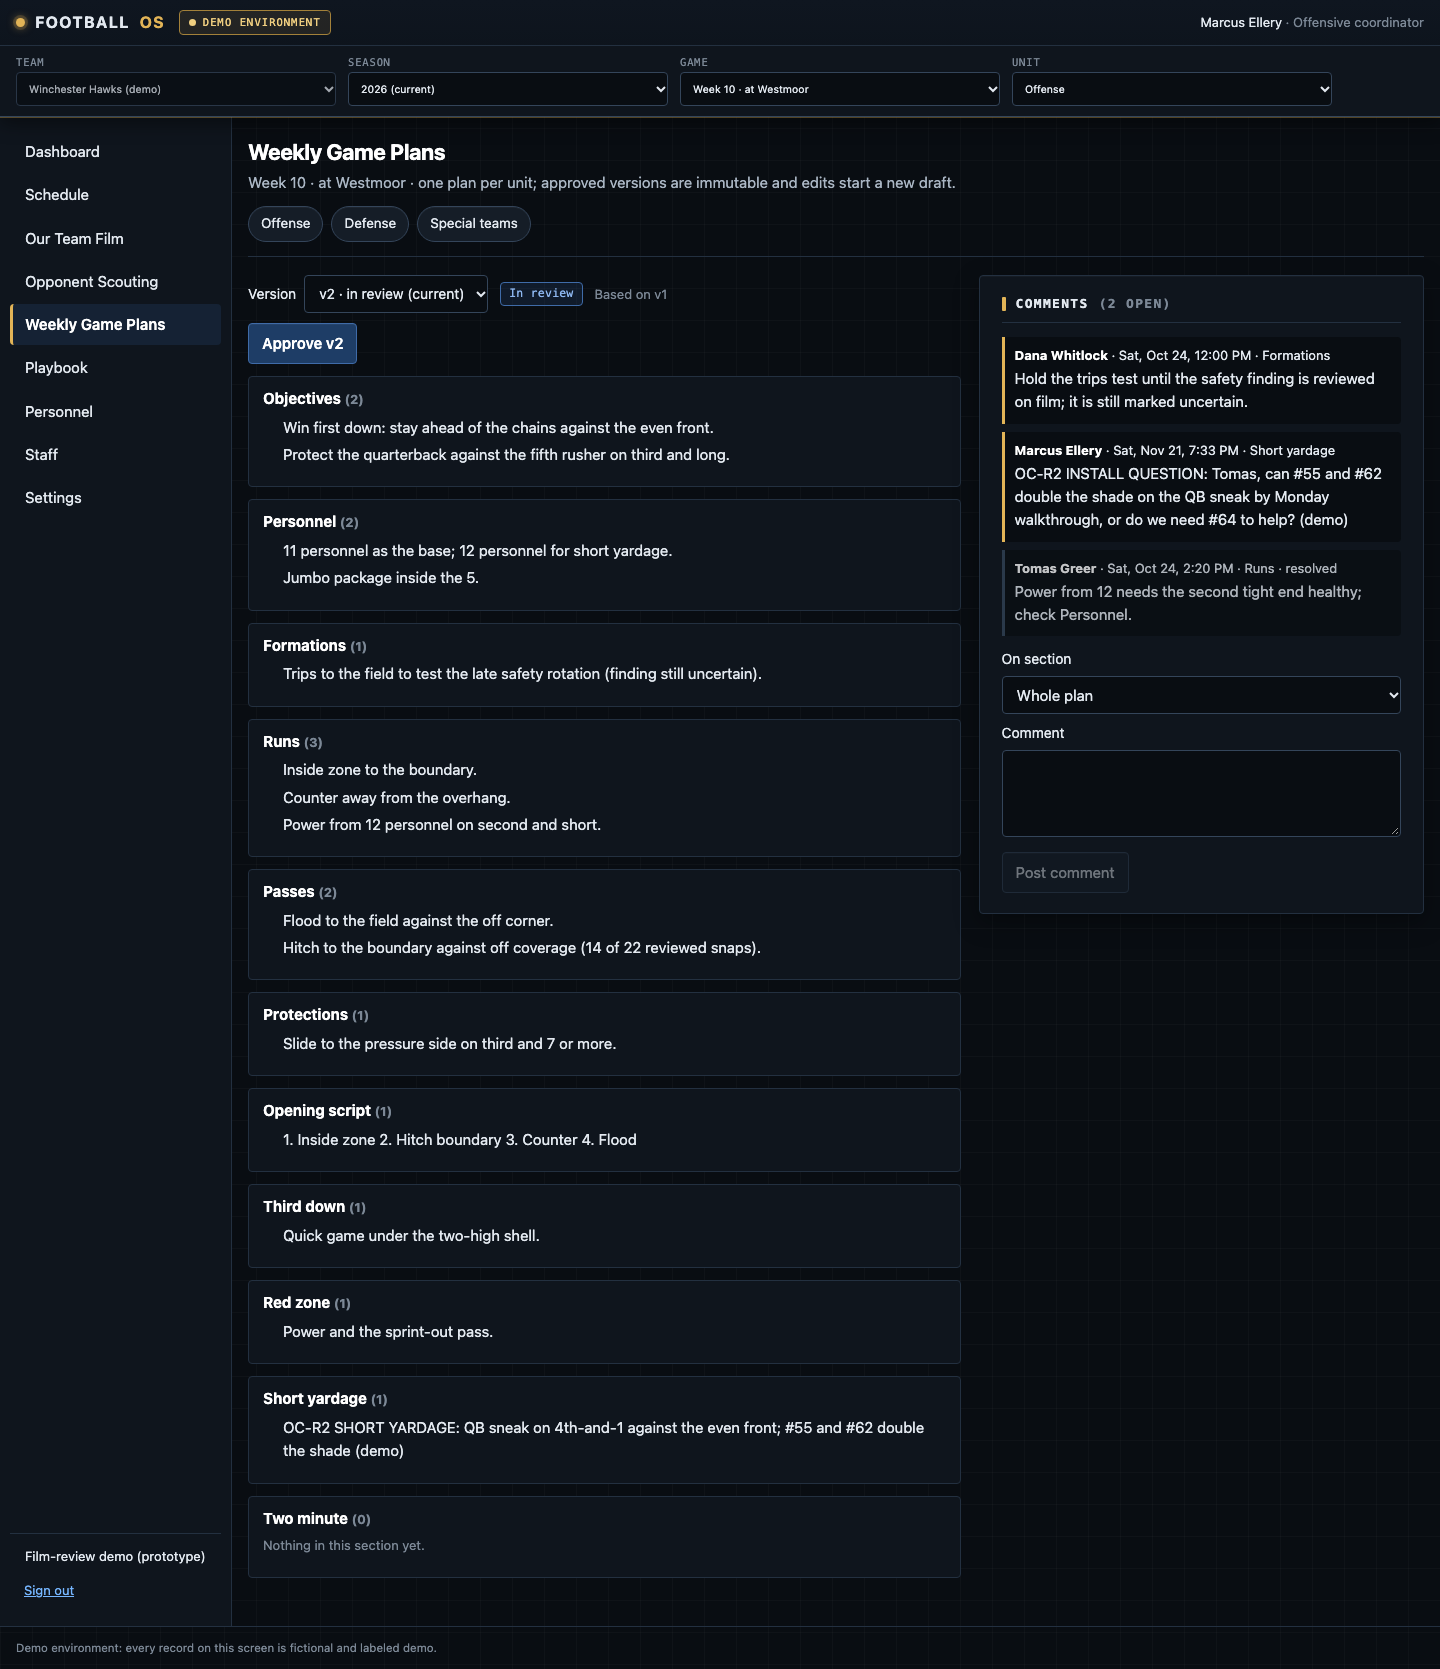 FOOTBALL OS
DEMO ENVIRONMENT
Marcus Ellery · Offensive coordinator
TEAM
Winchester Hawks (demo)
SEASON
2026 (current)
GAME
Week 10 · at Westmoor
UNIT
Offense
Dashboard
Schedule
Our Team Film
Opponent Scouting
Weekly Game Plans
Playbook
Personnel
Staff
Settings
Film-review demo (prototype)
Sign out
Weekly Game Plans
Week 10 · at Westmoor · one plan per unit; approved versions are immutable and edits start a new draft.
Offense
Defense
Special teams
Version
v2 · in review (current)
In review
Based on v1
Approve v2
Objectives (2)
Win first down: stay ahead of the chains against the even front.
Protect the quarterback against the fifth rusher on third and long.
Personnel (2)
11 personnel as the base; 12 personnel for short yardage.
Jumbo package inside the 5.
Formations (1)
Trips to the field to test the late safety rotation (finding still uncertain).
Runs (3)
Inside zone to the boundary.
Counter away from the overhang.
Power from 12 personnel on second and short.
Passes (2)
Flood to the field against the off corner.
Hitch to the boundary against off coverage (14 of 22 reviewed snaps).
Protections (1)
Slide to the pressure side on third and 7 or more.
Opening script (1)
1. Inside zone 2. Hitch boundary 3. Counter 4. Flood
Third down (1)
Quick game under the two-high shell.
Red zone (1)
Power and the sprint-out pass.
Short yardage (1)
OC-R2 SHORT YARDAGE: QB sneak on 4th-and-1 against the even front; #55 and #62 double
the shade (demo)
Two minute (0)
Nothing in this section yet.
COMMENTS (2 OPEN)
Dana Whitlock · Sat, Oct 24, 12:00 PM · Formations
Hold the trips test until the safety finding is reviewed
on film; it is still marked uncertain.
Marcus Ellery · Sat, Nov 21, 7:33 PM · Short yardage
OC-R2 INSTALL QUESTION: Tomas, can #55 and #62
double the shade on the QB sneak by Monday
walkthrough, or do we need #64 to help? (demo)
Tomas Greer · Sat, Oct 24, 2:20 PM · Runs · resolved
Power from 12 needs the second tight end healthy;
check Personnel.
On section
Whole plan
Comment
Post comment
Demo environment: every record on this screen is fictional and labeled demo.